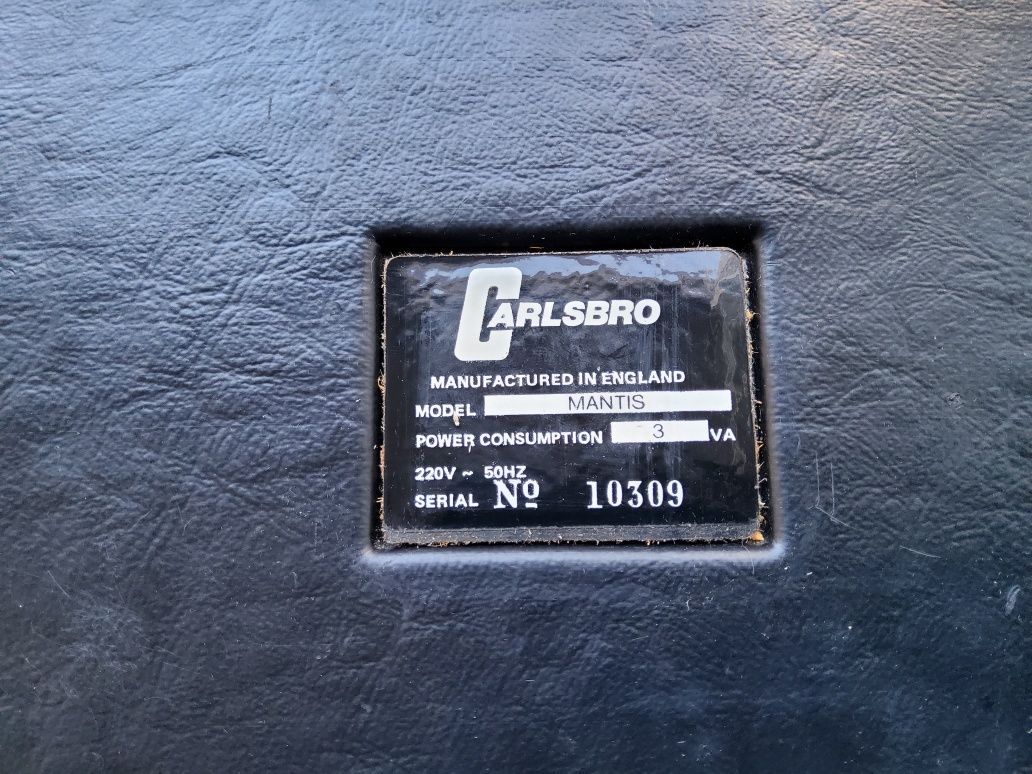 CARLSBRO
MANUFACTURED IN ENGLAND
MODEL MANTIS
POWER CONSUMPTION 3 VA
220V ~ 50HZ
SERIAL Nº 10309